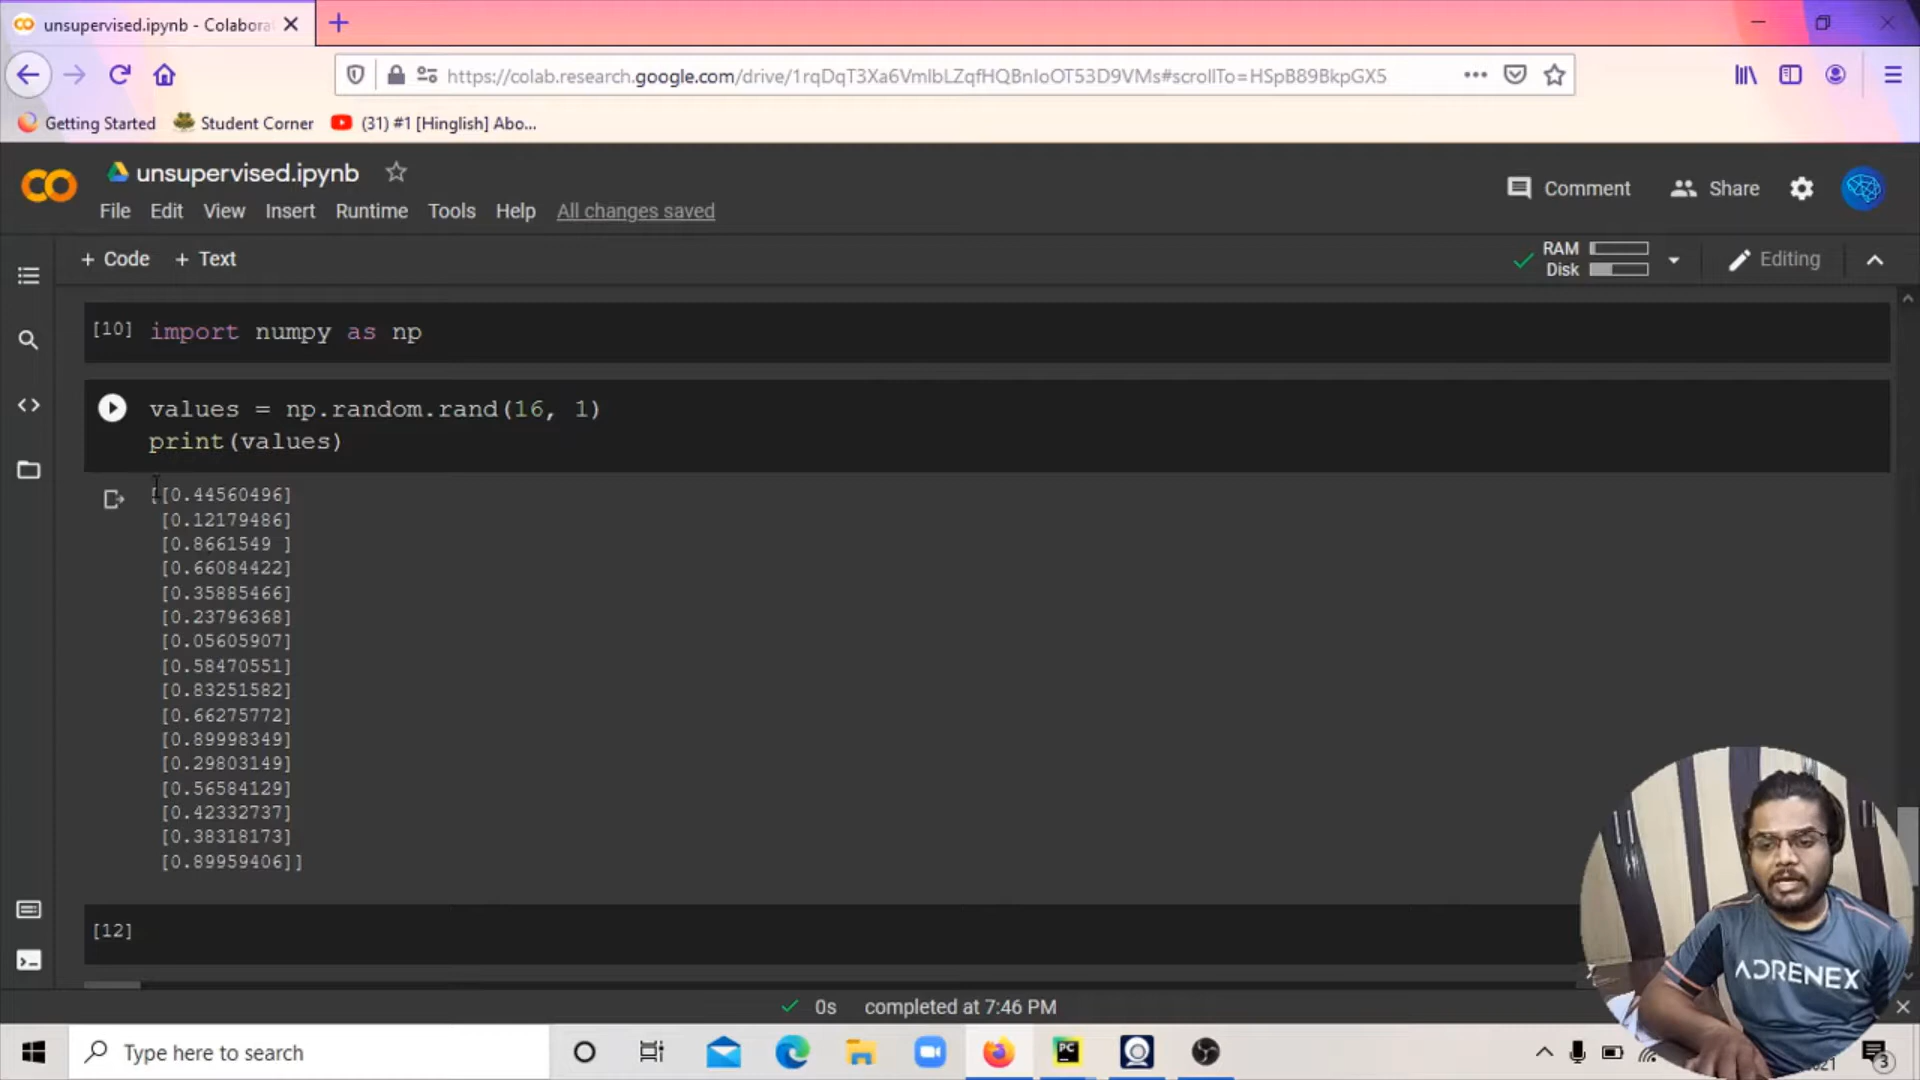 unsupervised.ipynb - Colabora
https://colab.research.google.com/drive/1rqDqT3Xa6VmlbLZqfHQBnIoOT53D9VMs#scrollTo=HSpB89BkpGX5
Getting Started
Student Corner
(31) #1 [Hinglish] Abo...
unsupervised.ipynb
File Edit View Insert Runtime Tools Help All changes saved
Comment
Share
+ Code + Text
RAM
Disk
Editing
[10] import numpy as np
values = np.random.rand(16, 1)
print(values)
[[0.44560496]
[0.12179486]
[0.8661549 ]
[0.66084422]
[0.35885466]
[0.23796368]
[0.05605907]
[0.58470551]
[0.83251582]
[0.66275772]
[0.89998349]
[0.29803149]
[0.56584129]
[0.42332737]
[0.38318173]
[0.89959406]]
[12]
ADRENEX
0s completed at 7:46 PM
Type here to search
PC
3